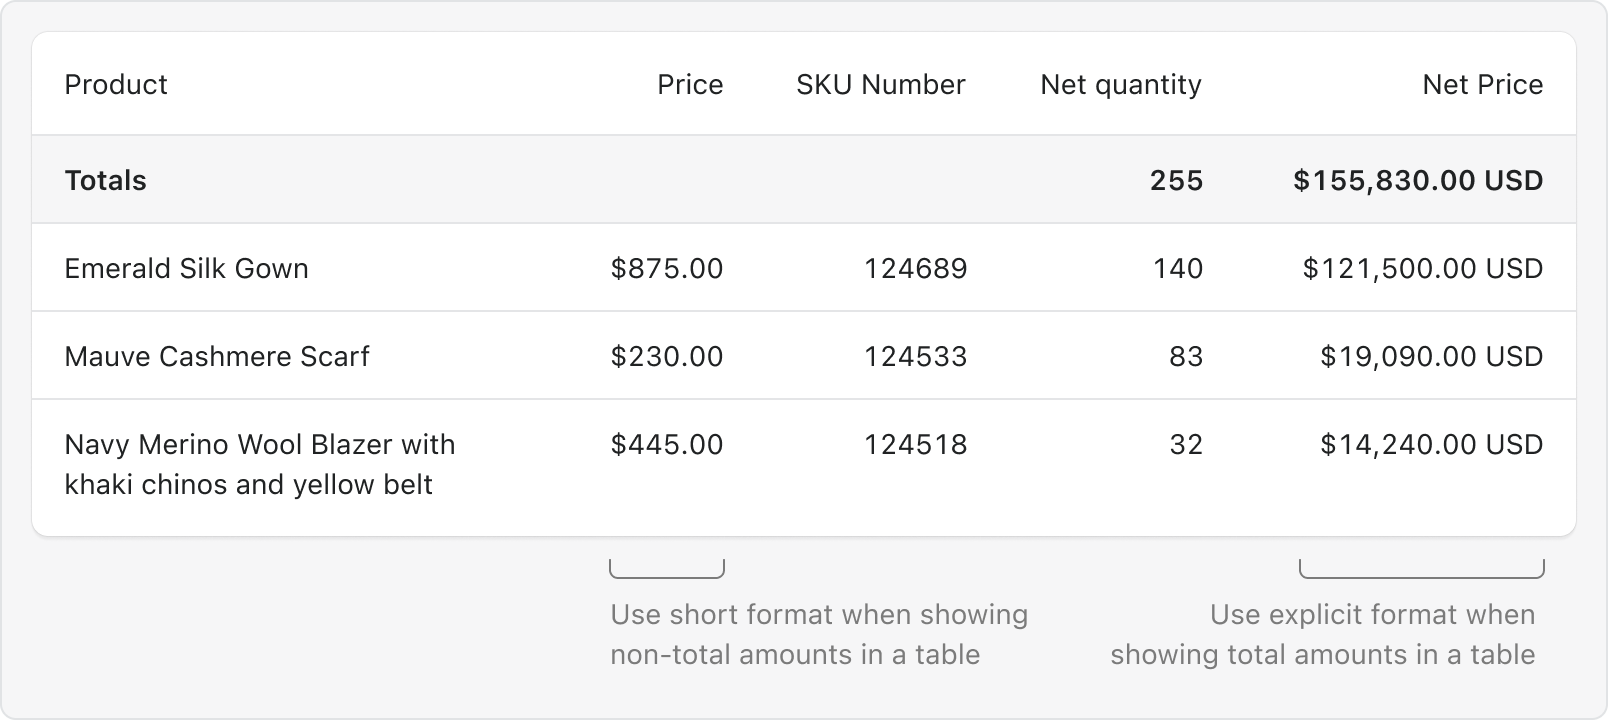 Product Price SKU Number Net quantity Net Price
Totals 255 $155,830.00 USD
Emerald Silk Gown $875.00 124689 140 $121,500.00 USD
Mauve Cashmere Scarf $230.00 124533 83 $19,090.00 USD
Navy Merino Wool Blazer with $445.00 124518 32 $14,240.00 USD
khaki chinos and yellow belt
Use short format when showing
non-total amounts in a table
Use explicit format when
showing total amounts in a table